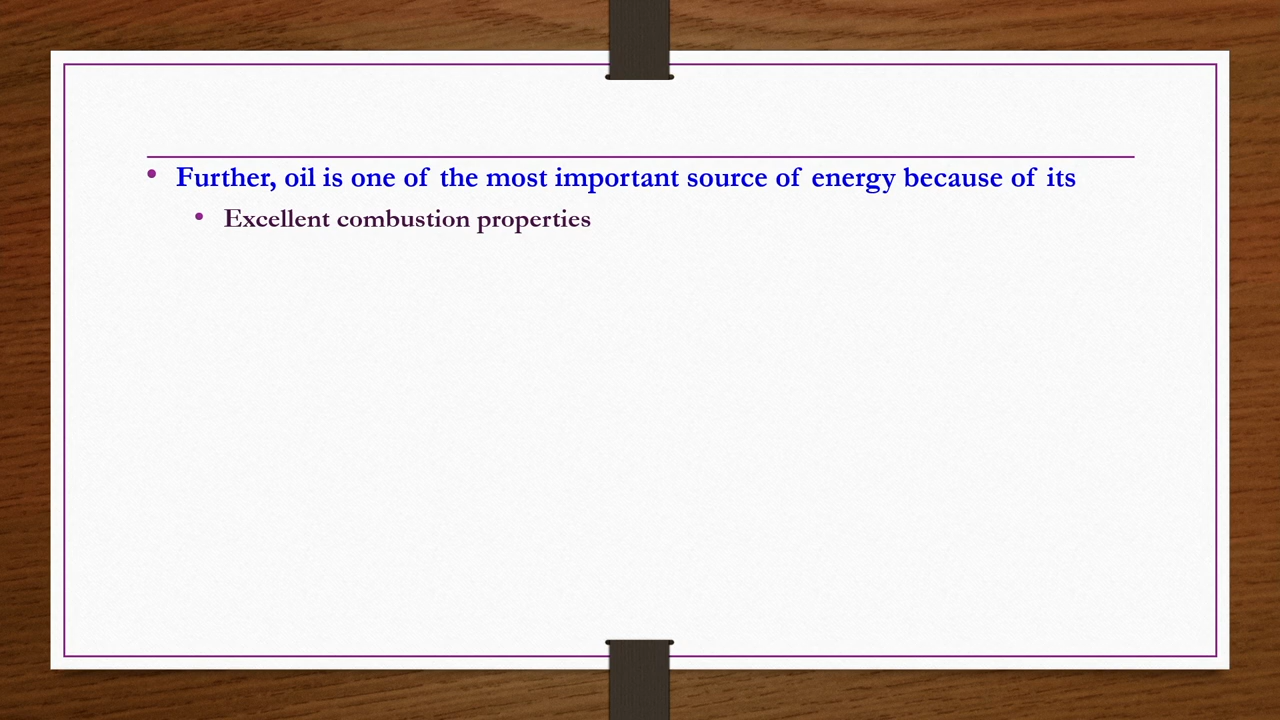 • Further, oil is one of the most important source of energy because of its
• Excellent combustion properties